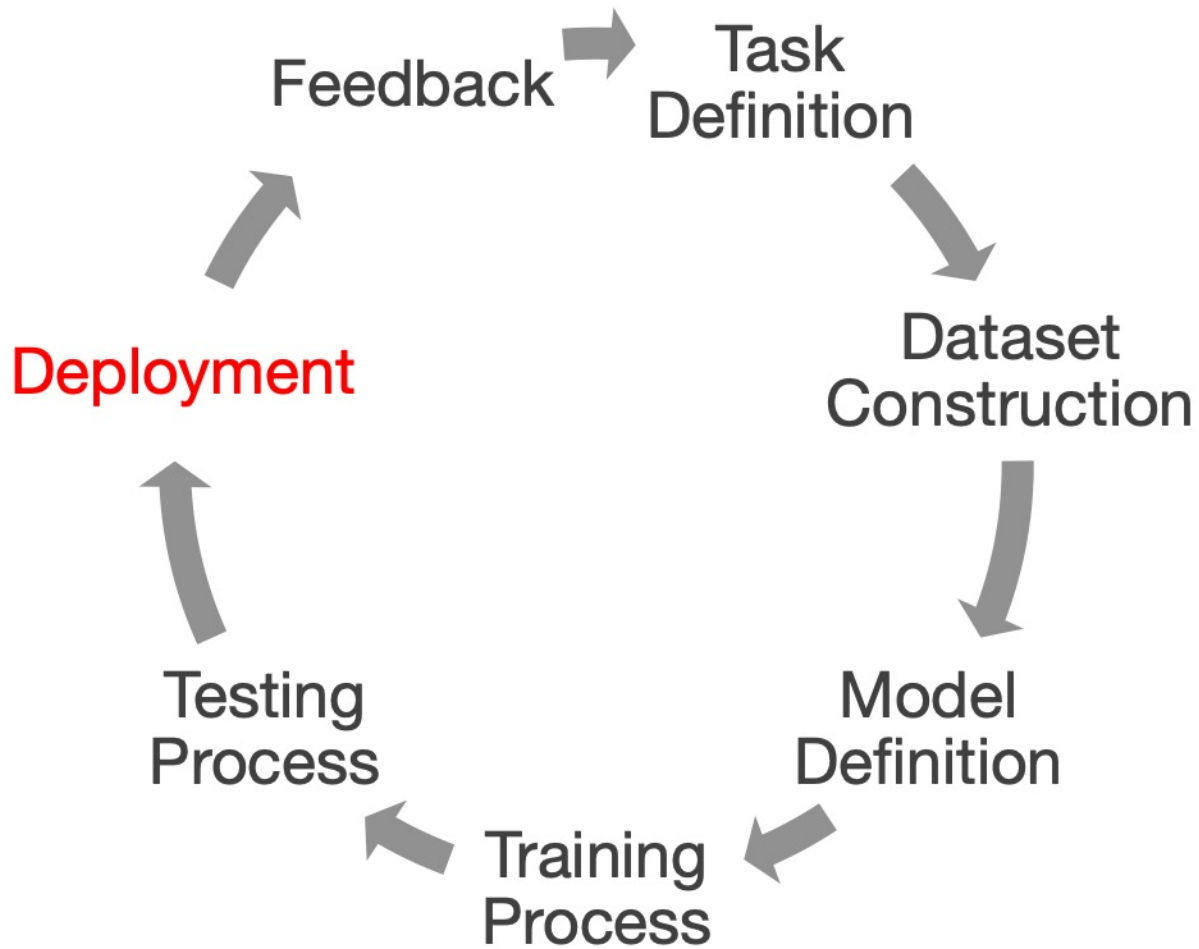 Feedback
Task
Definition
Dataset
Construction
Model
Definition
Training
Process
Testing
Process
Deployment